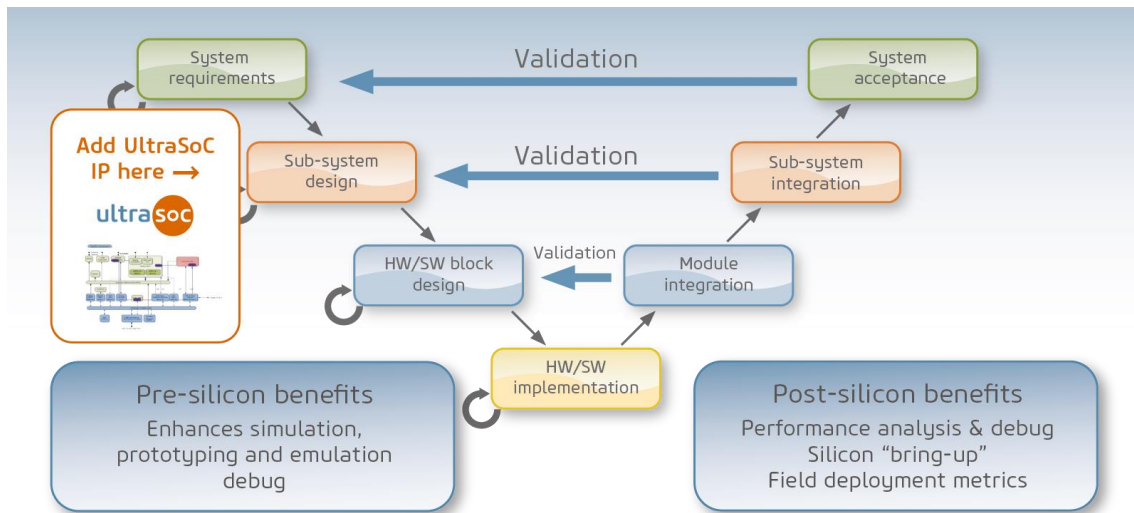 System
requirements
Validation
System
acceptance
Add UltraSoC
IP here →
ultrasoc
Sub-system
design
Validation
Sub-system
integration
HW/SW block
design
Validation
Module
integration
HW/SW
implementation
Pre-silicon benefits
Enhances simulation,
prototyping and emulation
debug
Post-silicon benefits
Performance analysis & debug
Silicon “bring-up”
Field deployment metrics